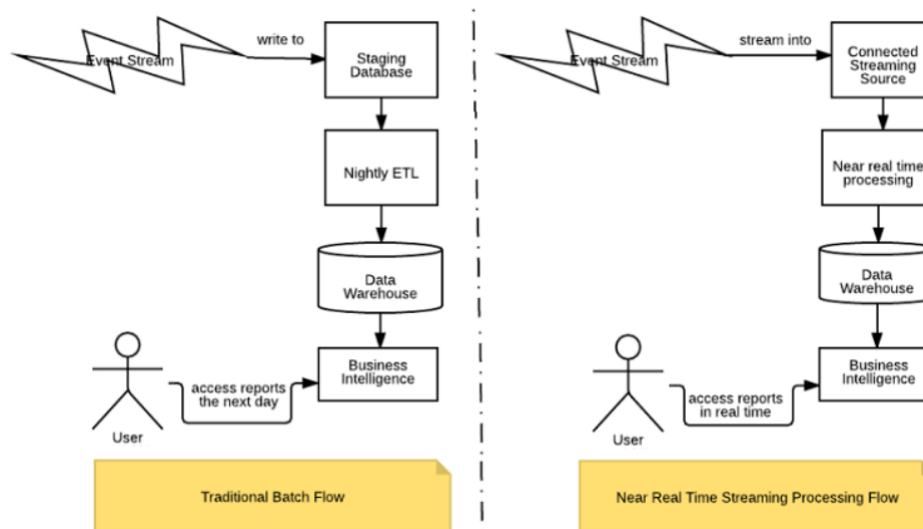 Event Stream
write to
Staging
Database
Nightly ETL
Data
Warehouse
Business
Intelligence
access reports
the next day
User
Traditional Batch Flow
Event Stream
stream into
Connected
Streaming
Source
Near real time
processing
Data
Warehouse
Business
Intelligence
access reports
in real time
User
Near Real Time Streaming Processing Flow